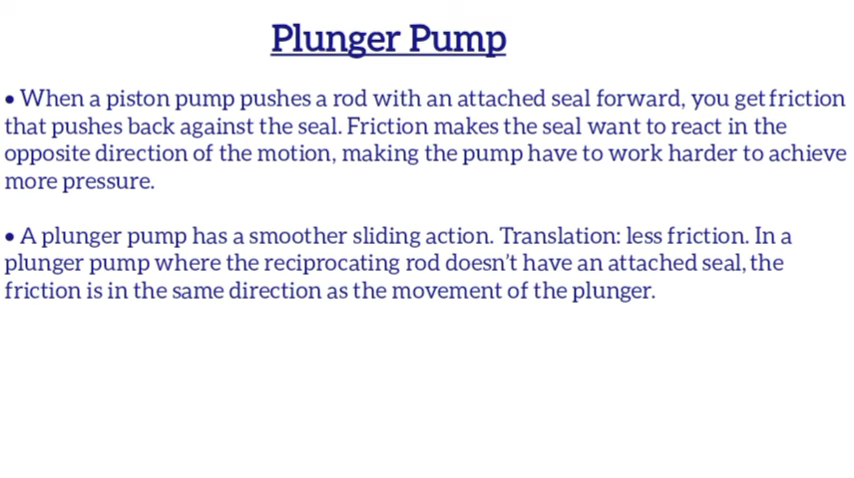 Plunger Pump
• When a piston pump pushes a rod with an attached seal forward, you get friction
that pushes back against the seal. Friction makes the seal want to react in the
opposite direction of the motion, making the pump have to work harder to achieve
more pressure.
• A plunger pump has a smoother sliding action. Translation: less friction. In a
plunger pump where the reciprocating rod doesn’t have an attached seal, the
friction is in the same direction as the movement of the plunger.